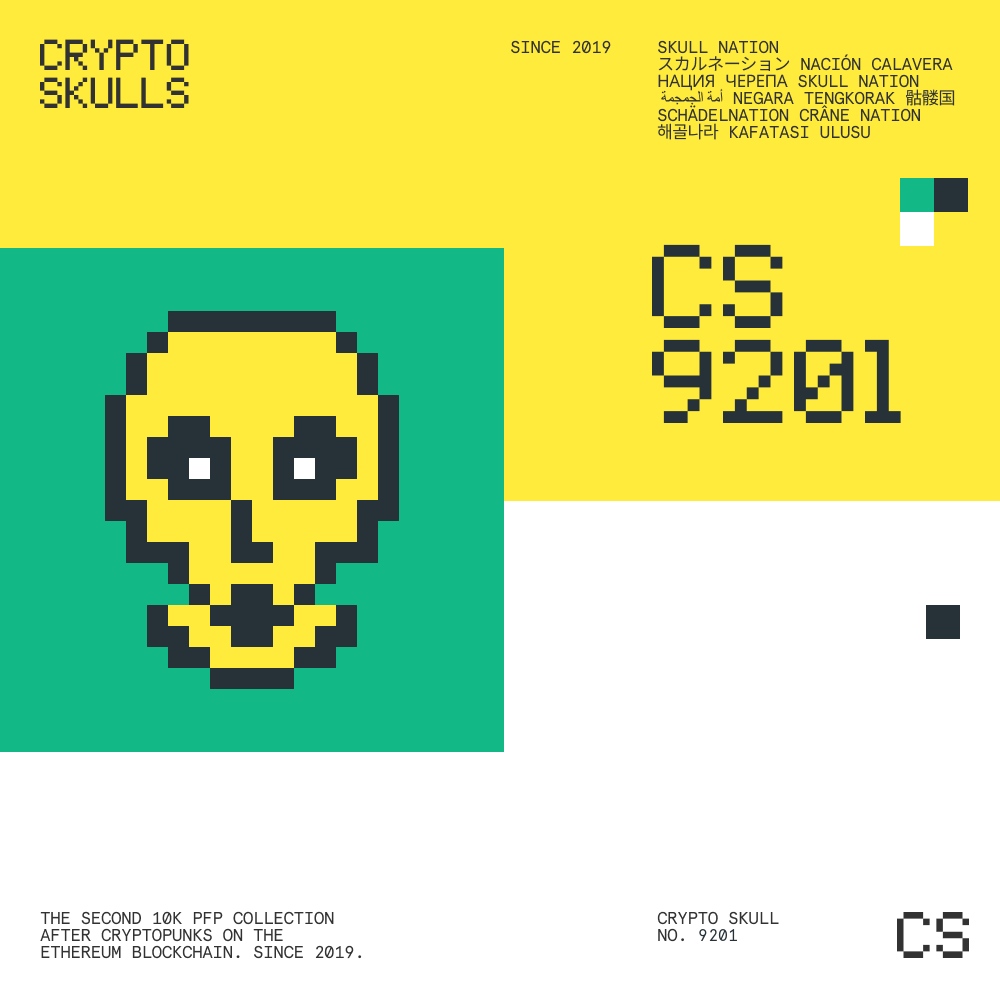 CRYPTO
SKULLS
SINCE 2019
SKULL NATION
スカルネーション NACIÓN CALAVERA
НАЦИЯ ЧЕРЕПА SKULL NATION
أمة الجمجمة NEGARA TENGKORAK 骷髅国
SCHÄDELNATION CRÂNE NATION
해골나라 KAFATASI ULUSU
CS
9201
THE SECOND 10K PFP COLLECTION
AFTER CRYPTOPUNKS ON THE
ETHEREUM BLOCKCHAIN. SINCE 2019.
CRYPTO SKULL
NO. 9201
CS